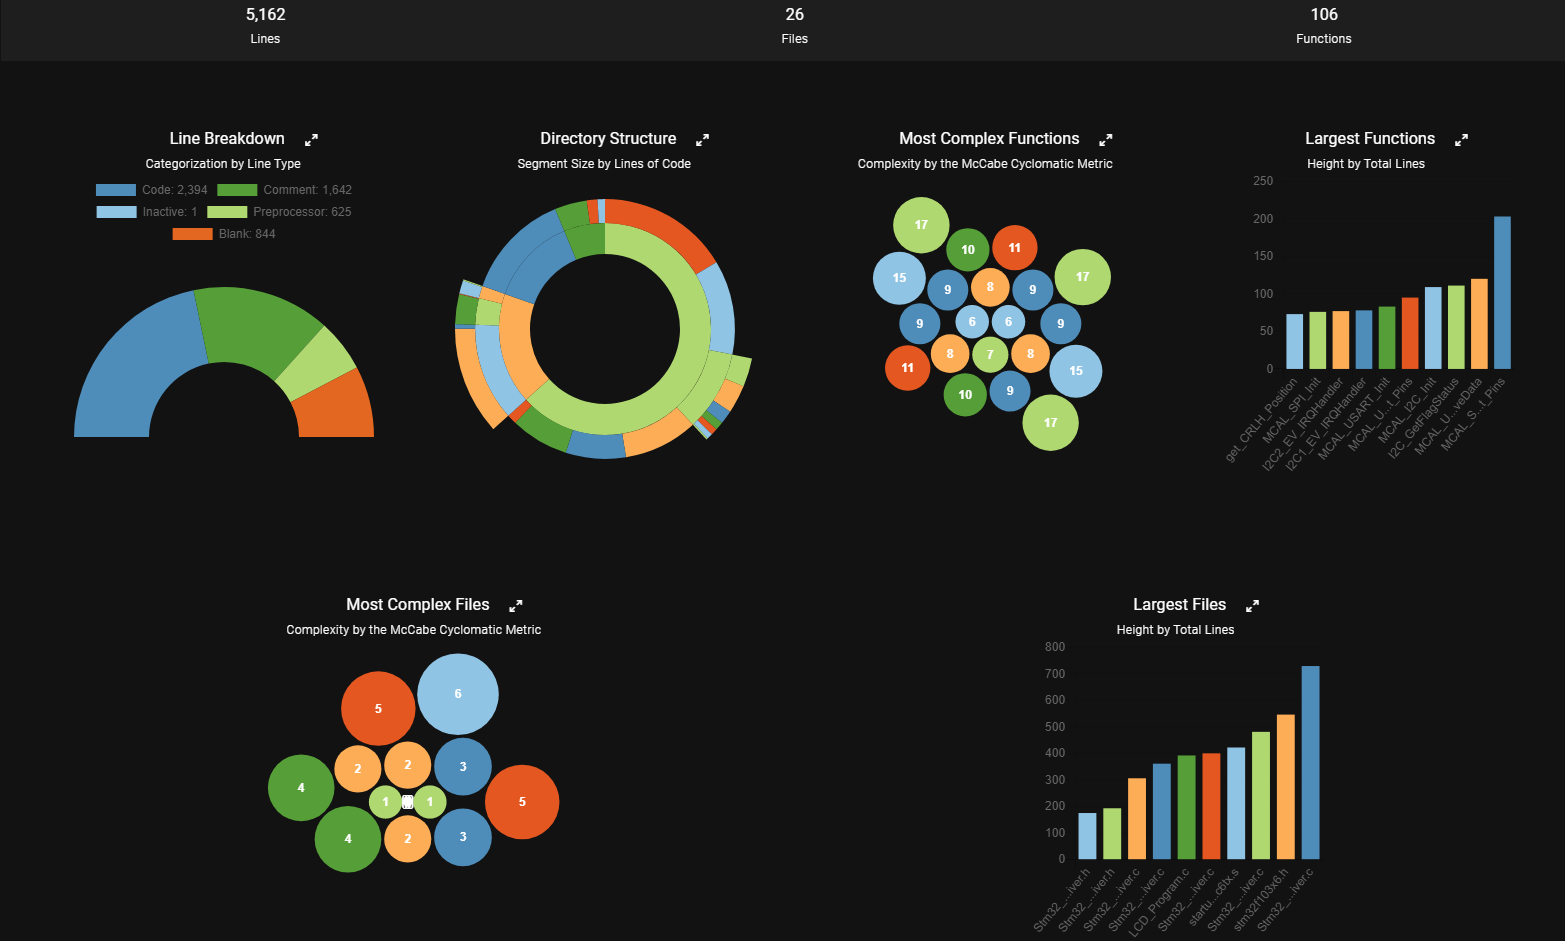 5,162
Lines
26
Files
106
Functions
Line Breakdown
Categorization by Line Type
Code: 2,394
Comment: 1,642
Inactive: 1
Preprocessor: 625
Blank: 844
Directory Structure
Segment Size by Lines of Code
Most Complex Functions
Complexity by the McCabe Cyclomatic Metric
17
10
11
15
17
9
8
9
9
6
6
9
8
7
8
11
15
10
9
17
Largest Functions
Height by Total Lines
250
200
150
100
50
0
get_CRLH_Position
MCAL_SPI_Init
I2C2_EV_IRQHandler
I2C1_EV_IRQHandler
MCAL_USART_Init
MCAL_U...t_Pins
MCAL_I2C_Init
I2C_GetFlagStatus
MCAL_U...veData
MCAL_S...t_Pins
Most Complex Files
Complexity by the McCabe Cyclomatic Metric
6
5
2
2
3
4
1
1
5
4
2
3
Largest Files
Height by Total Lines
800
700
600
500
400
300
200
100
0
Stm32_...iver.h
Stm32_...iver.h
Stm32_...iver.c
Stm32_...iver.c
LCD_Program.c
Stm32_...iver.c
startu...c6tx.s
Stm32_...iver.c
stm32f103x6.h
Stm32_...iver.c